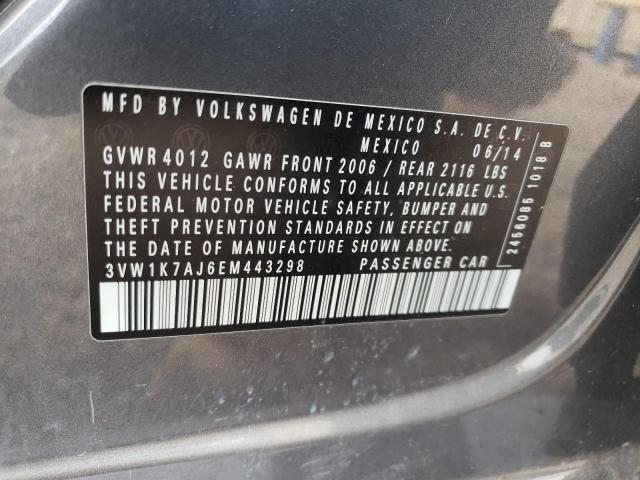 MFD BY VOLKSWAGEN DE MEXICO S.A. DE C.V.
MEXICO 06/14
GVWR 4012 GAWR FRONT 2006 / REAR 2116 LBS
THIS VEHICLE CONFORMS TO ALL APPLICABLE U.S.
FEDERAL MOTOR VEHICLE SAFETY, BUMPER AND
THEFT PREVENTION STANDARDS IN EFFECT ON
THE DATE OF MANUFACTURE SHOWN ABOVE.
3VW1K7AJ6EM443298 PASSENGER CAR
2456085 1018 B